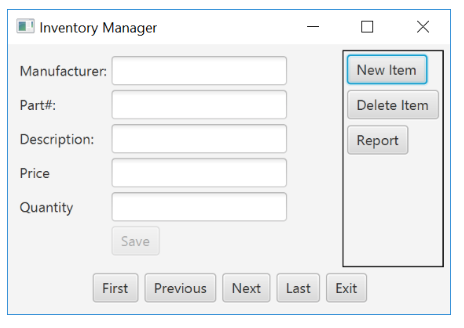 Inventory Manager
Manufacturer:
New Item
Part#:
Delete Item
Description:
Report
Price
Quantity
Save
First Previous Next Last Exit